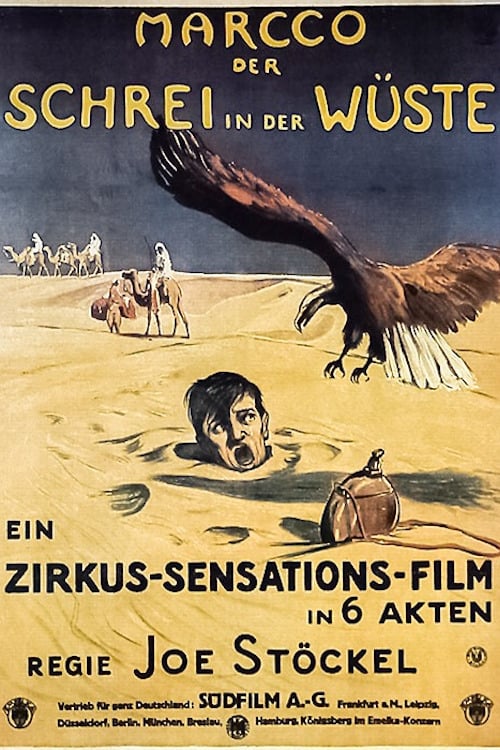 MARCCO
DER
SCHREI IN DER WÜSTE
EIN
ZIRKUS-SENSATIONS-FILM
IN 6 AKTEN
REGIE JOE STÖCKEL
Vertrieb für ganz Deutschland: SÜDFILM A.-G. Frankfurt a.M., Leipzig,
Düsseldorf, Berlin, München, Breslau, Hamburg, Königsberg im Emelka-Konzern